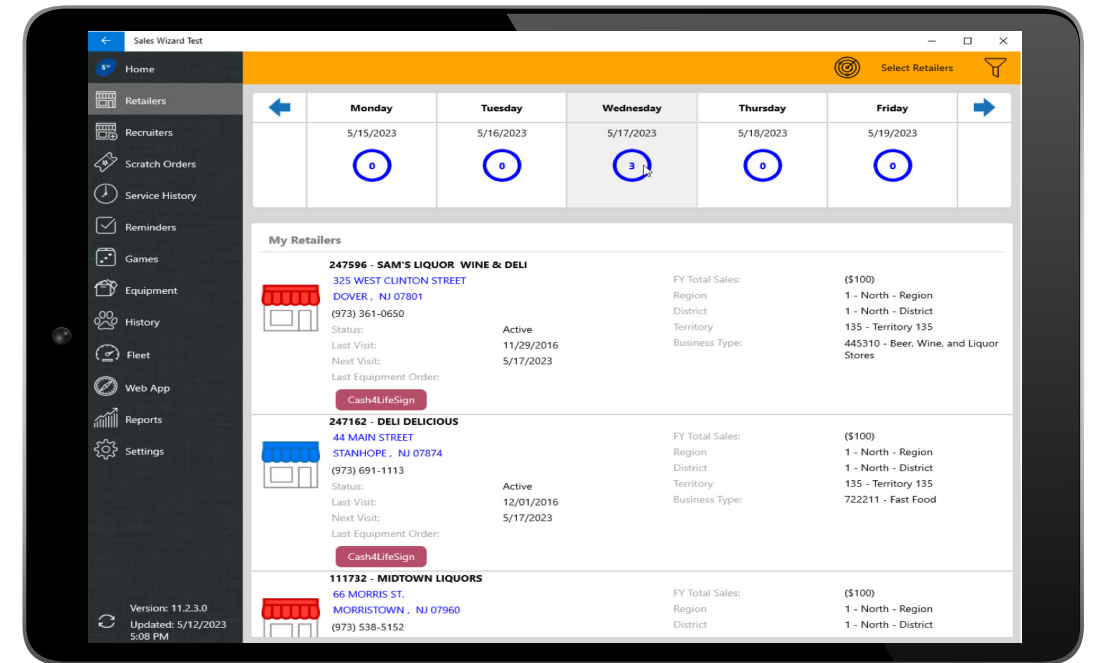 Sales Wizard Test
Home
Select Retailers
Retailers
Recruiters
Scratch Orders
Service History
Reminders
Games
Equipment
History
Fleet
Web App
Reports
Settings
Version: 11.2.3.0
Updated: 5/12/2023
5:08 PM
Monday Tuesday Wednesday Thursday Friday
5/15/2023 5/16/2023 5/17/2023 5/18/2023 5/19/2023
0 0 3 0 0
My Retailers
247596 - SAM'S LIQUOR WINE & DELI
325 WEST CLINTON STREET FY Total Sales: ($100)
DOVER , NJ 07801 Region 1 - North - Region
(973) 361-0650 District 1 - North - District
Status: Active Territory 135 - Territory 135
Last Visit: 11/29/2016 Business Type: 445310 - Beer, Wine, and Liquor
Stores
Next Visit: 5/17/2023
Last Equipment Order:
Cash4LifeSign
247162 - DELI DELICIOUS
44 MAIN STREET FY Total Sales: ($100)
STANHOPE , NJ 07874 Region 1 - North - Region
(973) 691-1113 District 1 - North - District
Status: Active Territory 135 - Territory 135
Last Visit: 12/01/2016 Business Type: 722211 - Fast Food
Next Visit: 5/17/2023
Last Equipment Order:
Cash4LifeSign
111732 - MIDTOWN LIQUORS
66 MORRIS ST. FY Total Sales: ($100)
MORRISTOWN , NJ 07960 Region 1 - North - Region
(973) 538-5152 District 1 - North - District